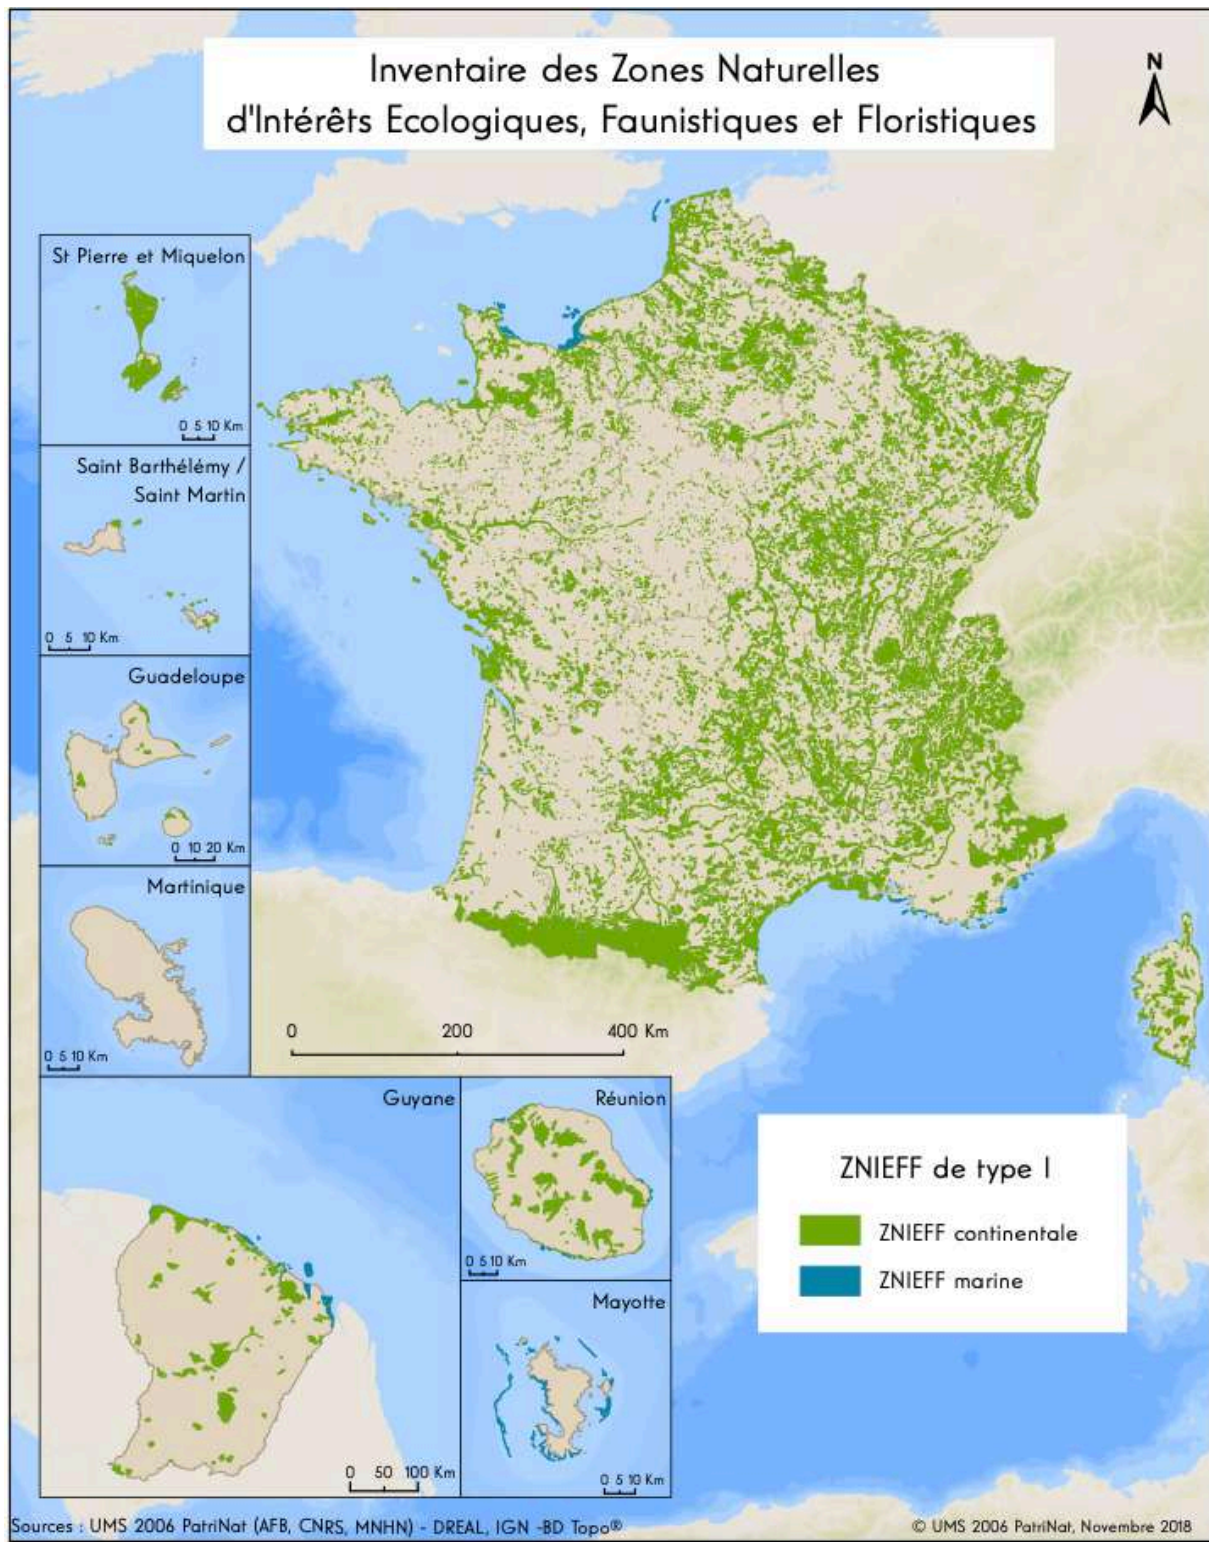 Inventaire des Zones Naturelles
d'Intérêts Ecologiques, Faunistiques et Floristiques
N
St Pierre et Miquelon
0 5 10 Km
Saint Barthélémy /
Saint Martin
0 5 10 Km
Guadeloupe
0 10 20 Km
Martinique
0 5 10 Km
0 200 400 Km
Guyane
0 50 100 Km
Réunion
0 5 10 Km
Mayotte
0 5 10 Km
ZNIEFF de type I
ZNIEFF continentale
ZNIEFF marine
Sources : UMS 2006 PatriNat (AFB, CNRS, MNHN) - DREAL, IGN -BD Topo®
© UMS 2006 PatriNat, Novembre 2018